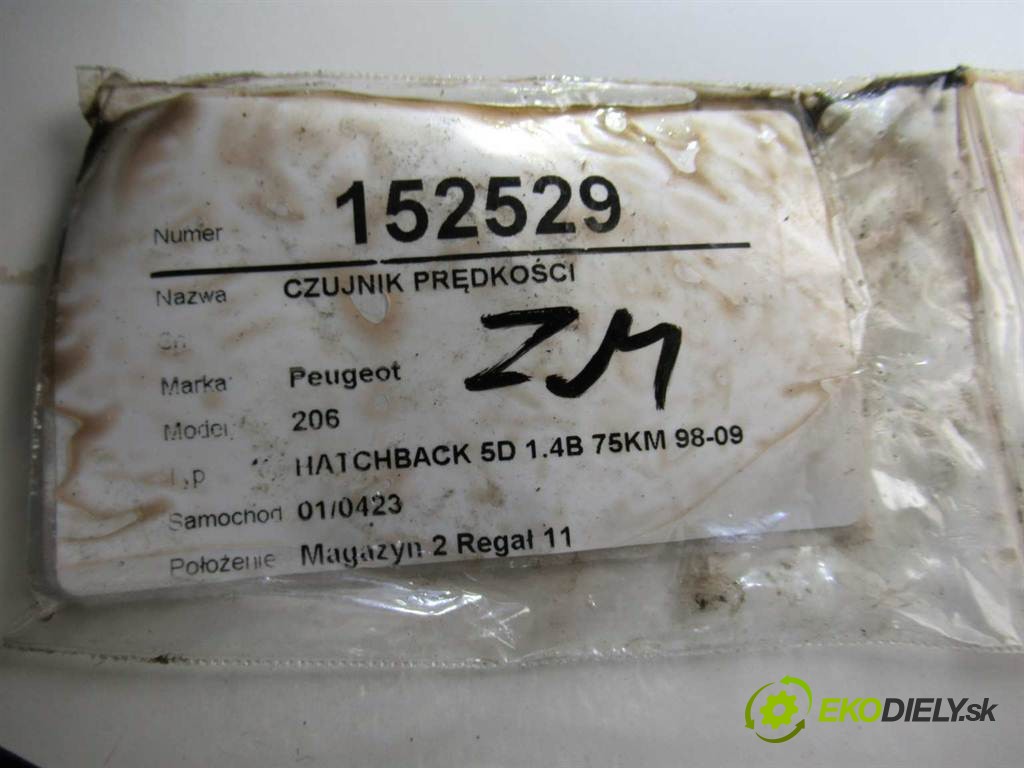 Numer 152529
Nazwa CZUJNIK PRĘDKOŚCI
Marka Peugeot
ZM
Model 206
HATCHBACK 5D 1.4B 75KM 98-09
Samochód 01/0423
Położenie Magazyn 2 Regał 11
EKODIELY.sk